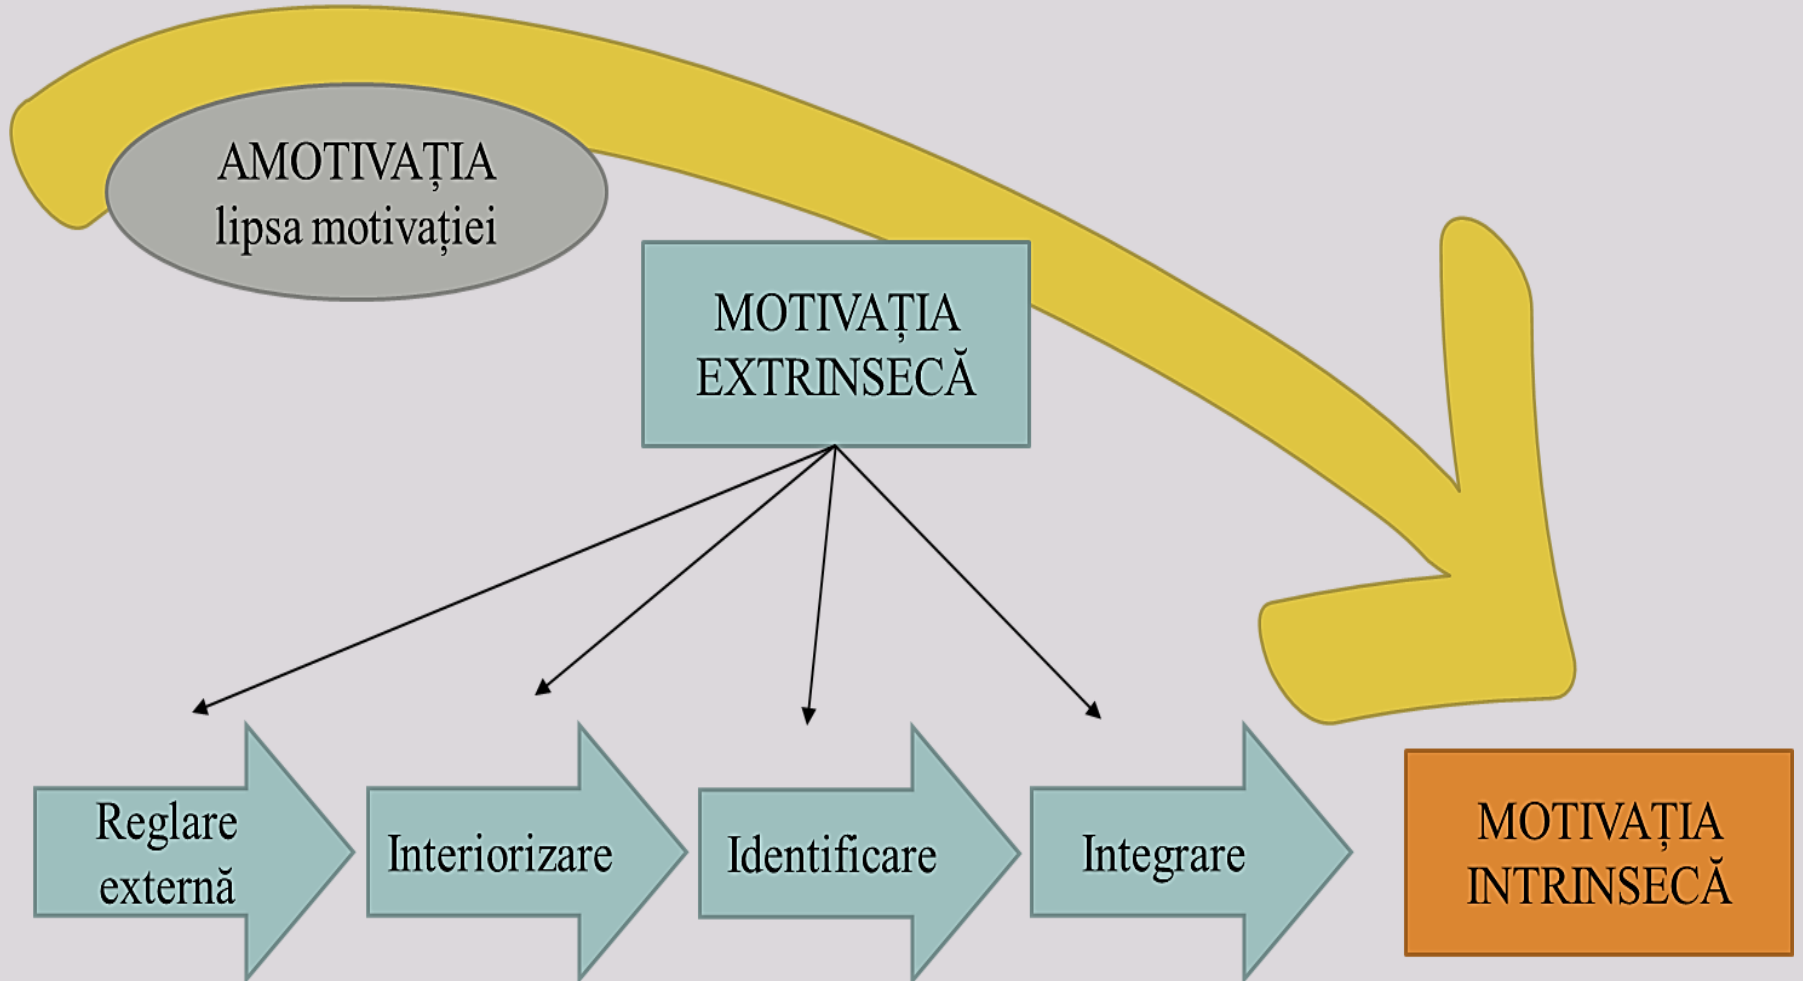 AMOTIVAȚIA
lipsa motivației
MOTIVAȚIA
EXTRINSECĂ
Reglare
externă
Interiorizare
Identificare
Integrare
MOTIVAȚIA
INTRINSECĂ